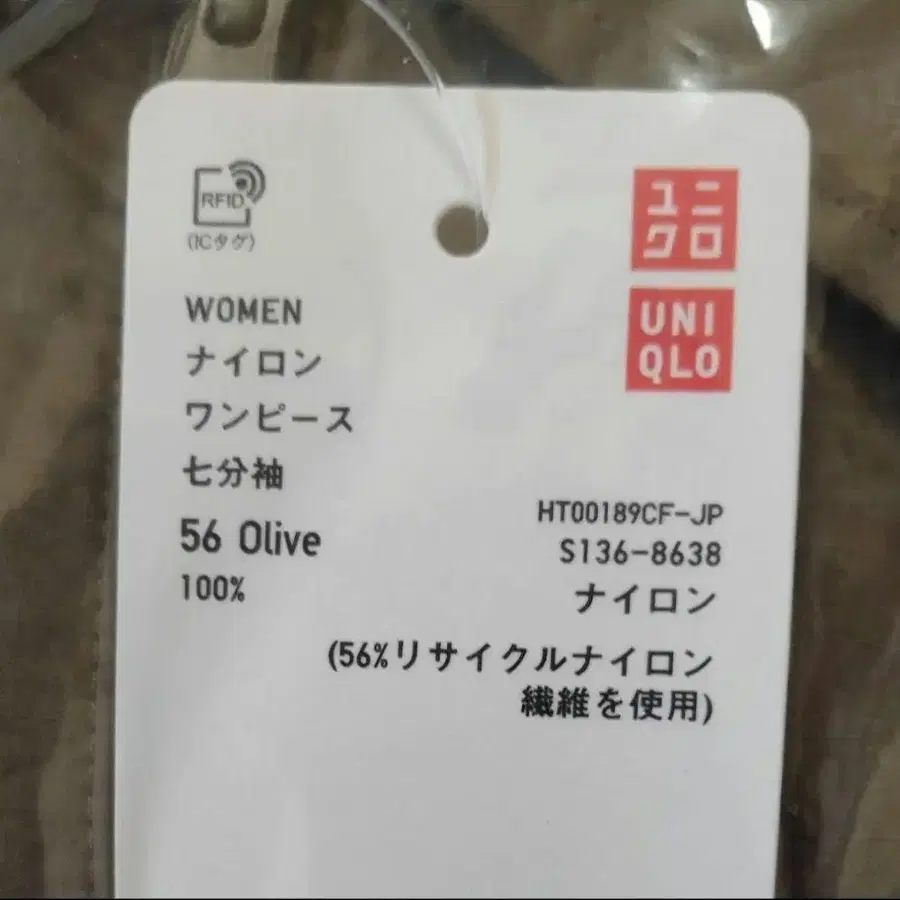 RFID
(ICタグ)
ユニ
クロ
UNI
QLO
WOMEN
ナイロン
ワンピース
七分袖
56 Olive
HT00189CF-JP
S136-8638
100%
ナイロン
(56%リサイクルナイロン
繊維を使用)